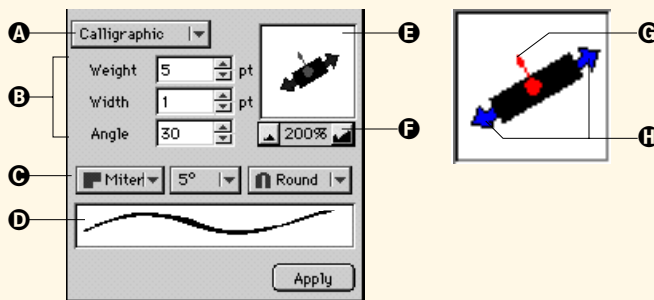 A Calligraphic E G
B Weight 5 pt
Width 1 pt
Angle 30 200% F H
C Miter 5° Round
D
Apply